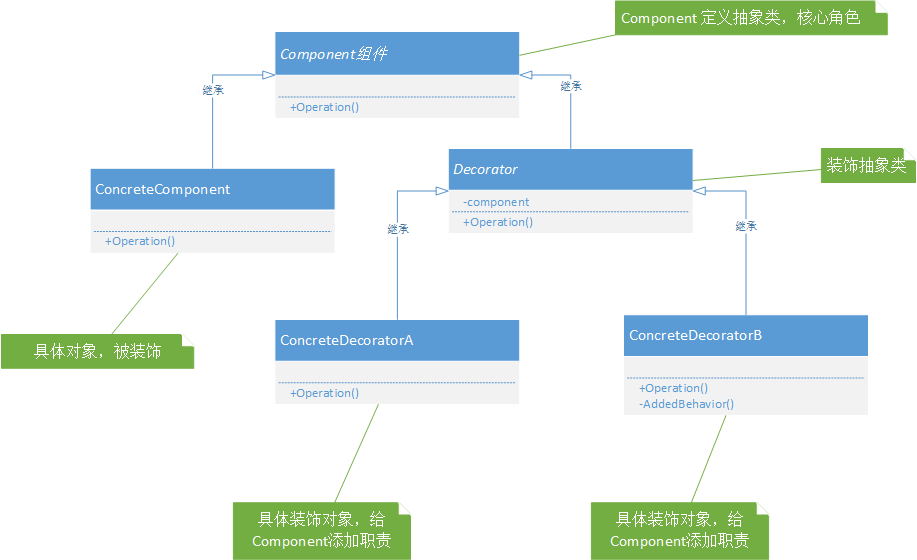 Component 定义抽象类，核心角色
Component组件
+Operation()
继承
继承
Decorator
-component
+Operation()
装饰抽象类
ConcreteComponent
+Operation()
继承
继承
具体对象，被装饰
ConcreteDecoratorA
+Operation()
ConcreteDecoratorB
+Operation()
-AddedBehavior()
具体装饰对象，给
Component添加职责
具体装饰对象，给
Component添加职责